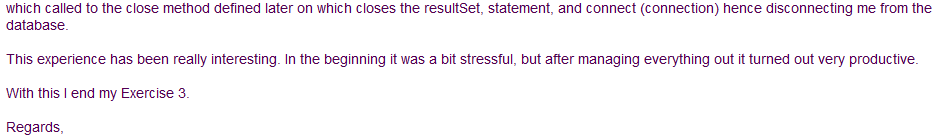 which called to the close method defined later on which closes the resultSet, statement, and connect (connection) hence disconnecting me from the
database.
This experience has been really interesting. In the beginning it was a bit stressful, but after managing everything out it turned out very productive.
With this I end my Exercise 3.
Regards,